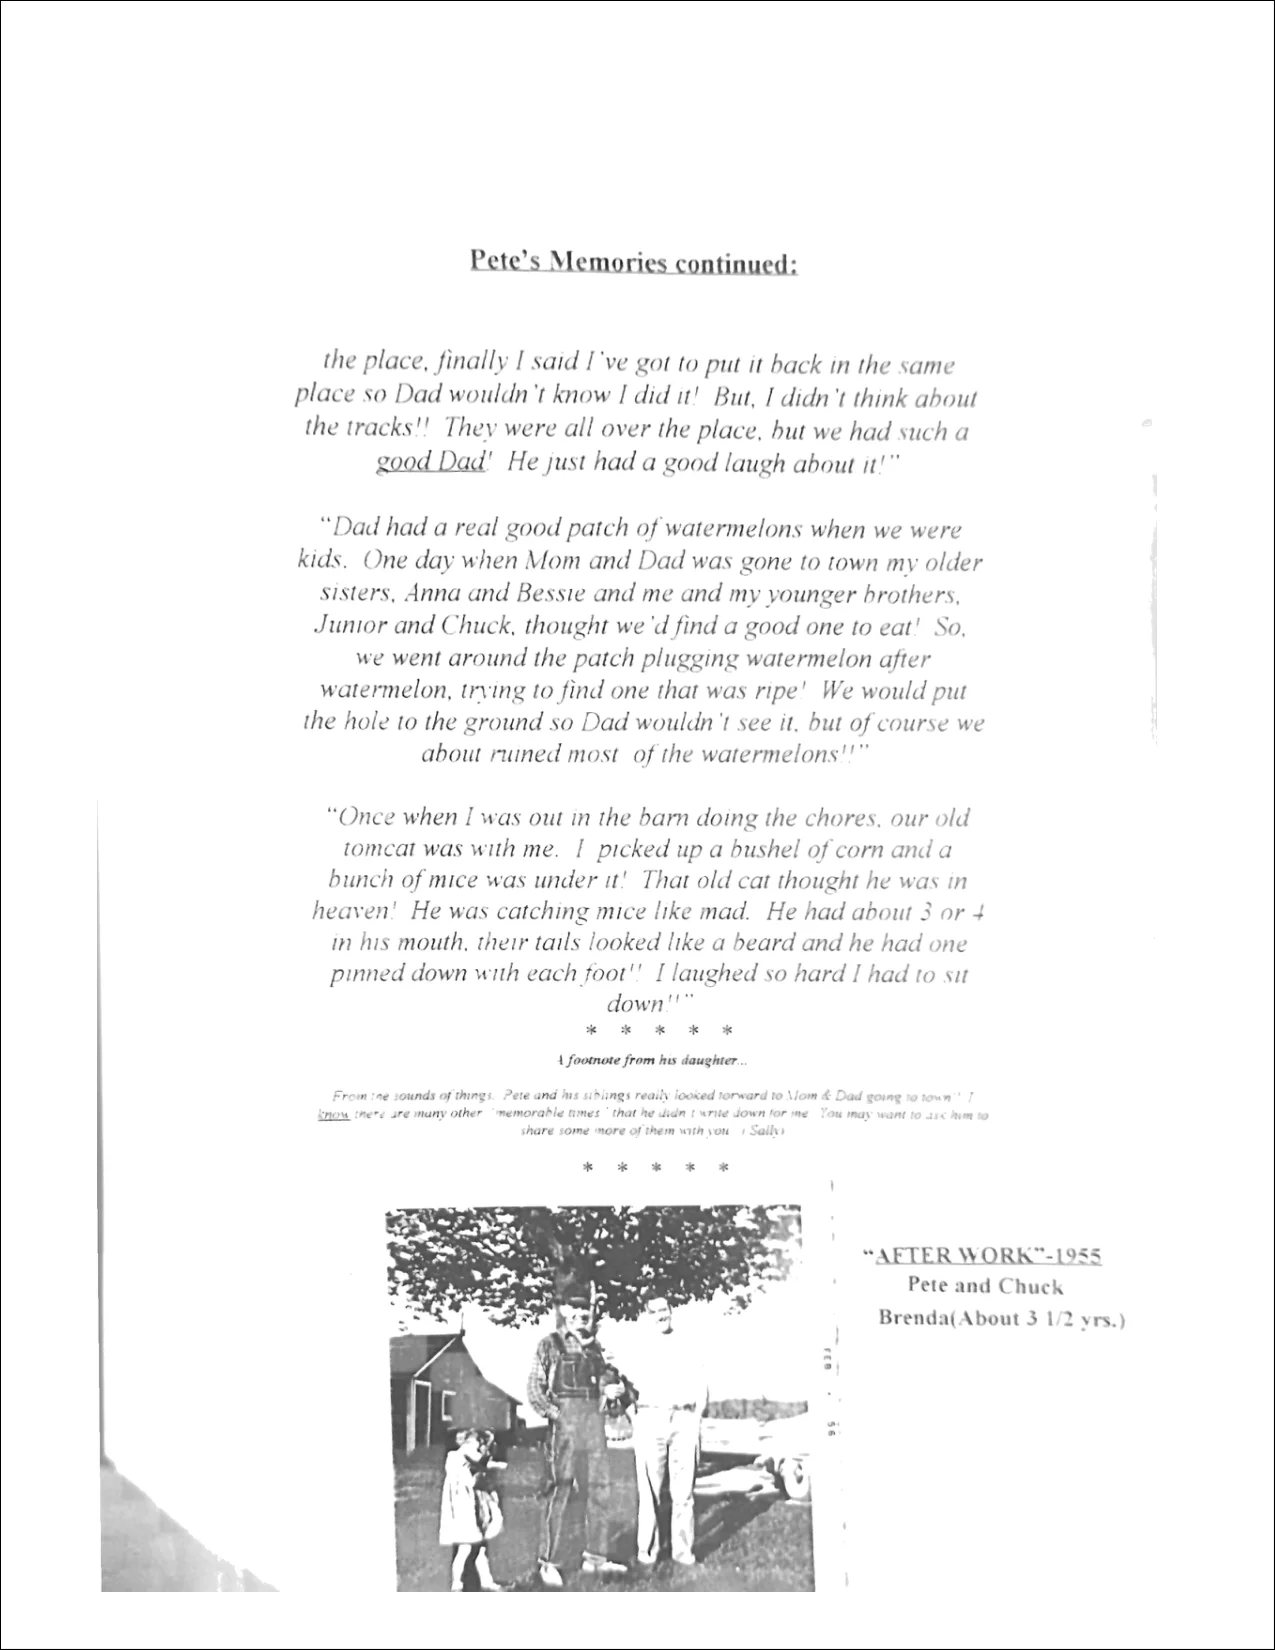 Pete's Memories continued:
the place, finally I said I've got to put it back in the same
place so Dad wouldn't know I did it!  But, I didn't think about
the tracks!!  They were all over the place, but we had such a
good Dad!  He just had a good laugh about it!"
"Dad had a real good patch of watermelons when we were
kids.  One day when Mom and Dad was gone to town my older
sisters, Anna and Bessie and me and my younger brothers,
Junior and Chuck, thought we'd find a good one to eat!  So,
we went around the patch plugging watermelon after
watermelon, trying to find one that was ripe!  We would put
the hole to the ground so Dad wouldn't see it, but of course we
about ruined most  of the watermelons!!"
"Once when I was out in the barn doing the chores, our old
tomcat was with me.  I  picked up a bushel of corn and a
bunch of mice was under it!  That old cat thought he was in
heaven!  He was catching mice like mad.  He had about 3 or 4
in his mouth, their tails looked like a beard and he had one
pinned down with each foot!!  I laughed so hard I had to sit
down!!"
* * * * *
A footnote from his daughter...
From the sounds of things, Pete and his siblings really looked forward to Mom & Dad going to town!! I
know there are many other "memorable times" that he didn't write down for me. You may want to ask him to
share some more of them with you. (Sally)
* * * * *
"AFTER WORK"-1955
Pete and Chuck
Brenda(About 3 1/2 yrs.)
FEB • 56